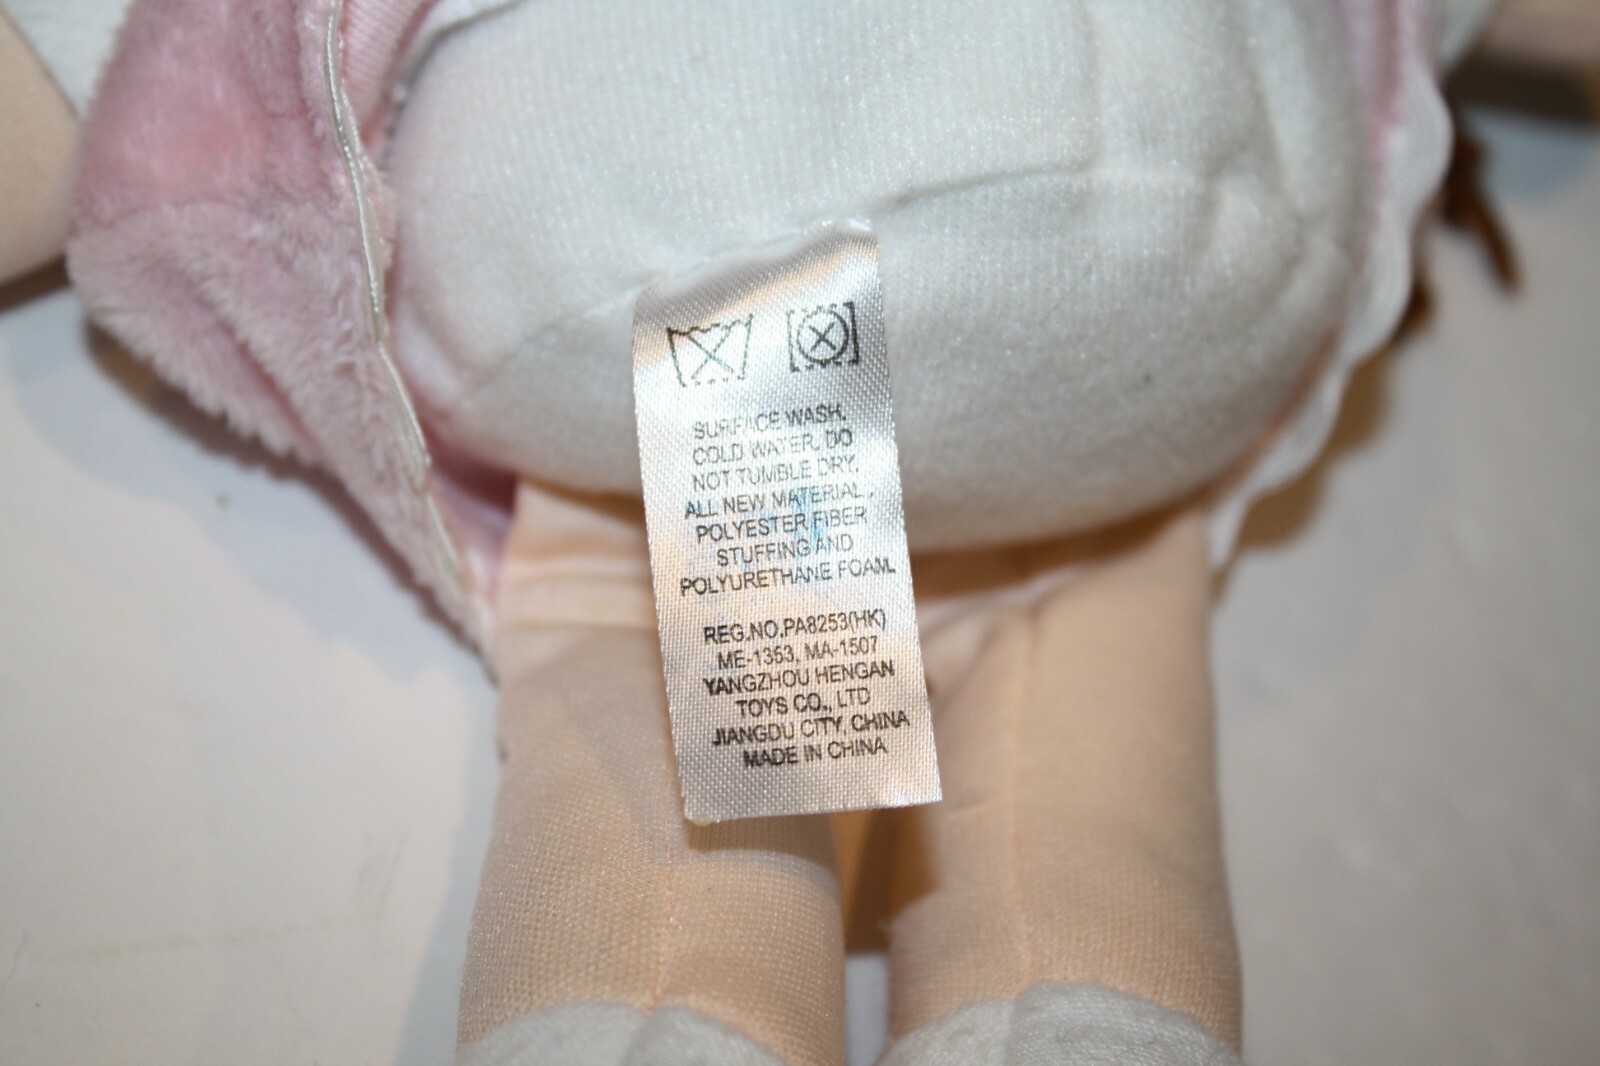 SURFACE WASH.
COLD WATER, DO
NOT TUMBLE DRY.
ALL NEW MATERIAL,
POLYESTER FIBER
STUFFING AND
POLYURETHANE FOAM.
REG.NO.PA8253(HK)
ME-1353, MA-1507
YANGZHOU HENGAN
TOYS CO., LTD
JIANGDU CITY, CHINA
MADE IN CHINA